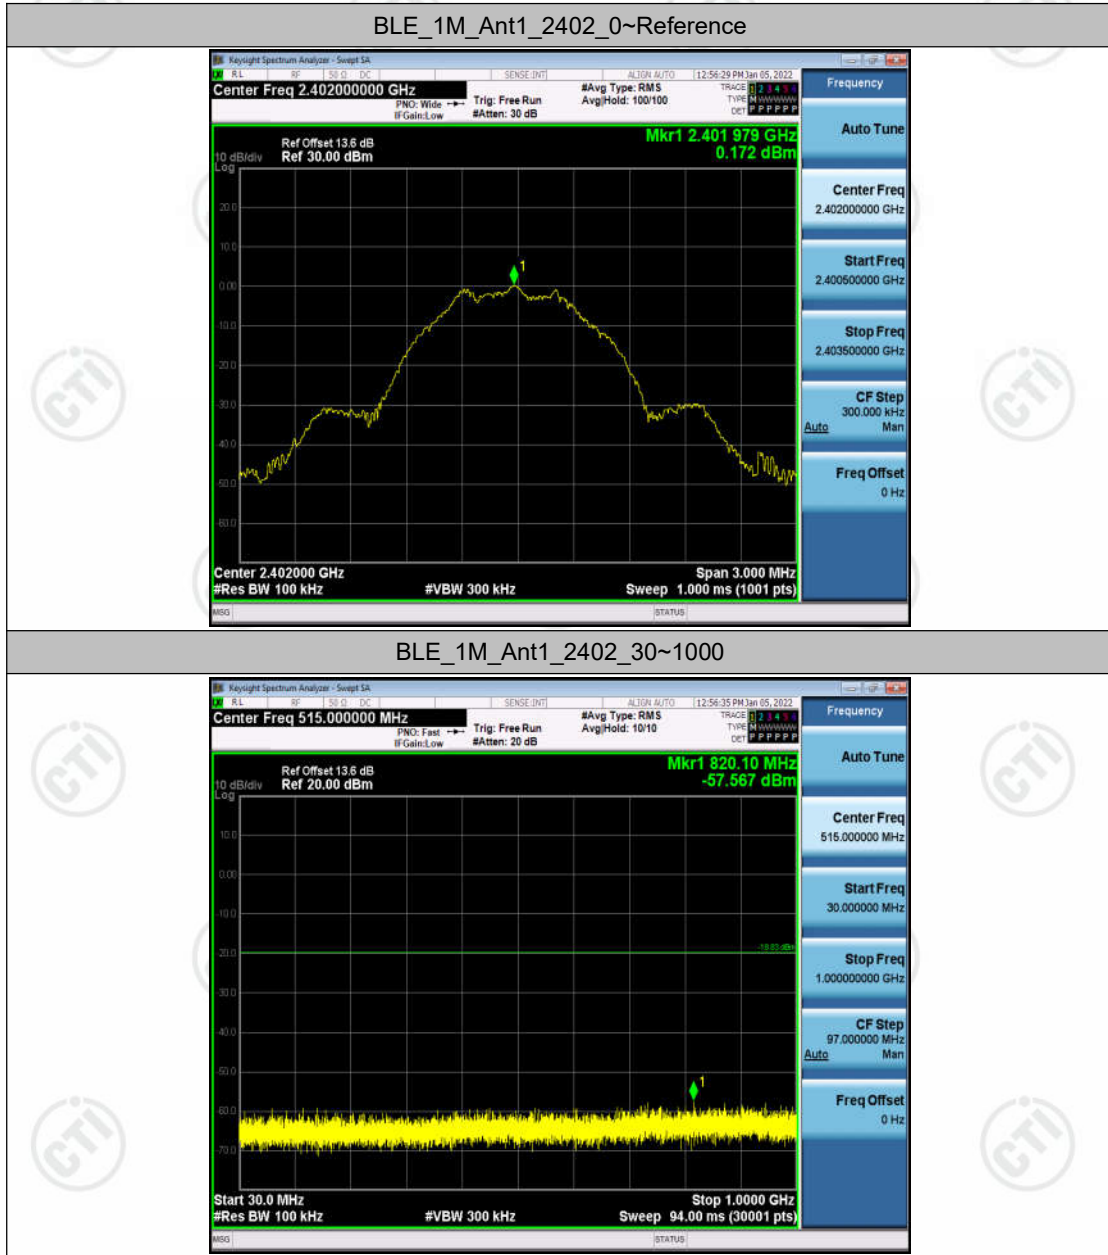 BLE_1M_Ant1_2402_0~Reference
Keysight Spectrum Analyzer - Swept SA
RL RF 50 Ω DC SENSE:INT ALIGN AUTO 12:56:29 PM Jan 05, 2022
Center Freq 2.402000000 GHz
PNO: Wide
IFGain:Low
Trig: Free Run
#Atten: 30 dB
#Avg Type: RMS
Avg|Hold: 100/100
TRACE 1 2 3 4 5 6
TYPE M WWWWW
DET P P P P P P
Frequency
Auto Tune
Mkr1 2.401 979 GHz
0.172 dBm
Ref Offset 13.6 dB
10 dB/div Ref 30.00 dBm
Log
20.0
10.0
0.00
-10.0
-20.0
-30.0
-40.0
-50.0
-60.0
1
Center Freq
2.402000000 GHz
Start Freq
2.400500000 GHz
Stop Freq
2.403500000 GHz
CF Step
300.000 kHz
Auto Man
Freq Offset
0 Hz
Center 2.402000 GHz Span 3.000 MHz
#Res BW 100 kHz #VBW 300 kHz Sweep 1.000 ms (1001 pts)
MSG STATUS
BLE_1M_Ant1_2402_30~1000
Keysight Spectrum Analyzer - Swept SA
RL RF 50 Ω DC SENSE:INT ALIGN AUTO 12:56:35 PM Jan 05, 2022
Center Freq 515.000000 MHz
PNO: Fast
IFGain:Low
Trig: Free Run
#Atten: 20 dB
#Avg Type: RMS
Avg|Hold: 10/10
TRACE 1 2 3 4 5 6
TYPE M WWWWW
DET P P P P P P
Frequency
Auto Tune
Mkr1 820.10 MHz
-57.567 dBm
Ref Offset 13.6 dB
10 dB/div Ref 20.00 dBm
Log
10.0
0.00
-10.0
-20.0
-30.0
-40.0
-50.0
-60.0
-70.0
-19.83 dBm
1
Center Freq
515.000000 MHz
Start Freq
30.000000 MHz
Stop Freq
1.000000000 GHz
CF Step
97.000000 MHz
Auto Man
Freq Offset
0 Hz
Start 30.0 MHz Stop 1.0000 GHz
#Res BW 100 kHz #VBW 300 kHz Sweep 94.00 ms (30001 pts)
MSG STATUS
CTI
CTI
CTI
CTI
CTI
CTI